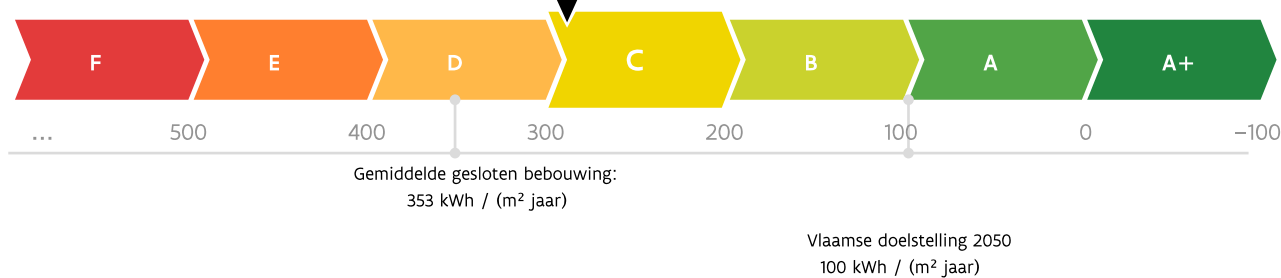 F E D C B A A+
... 500 400 300 200 100 0 −100
Gemiddelde gesloten bebouwing:
353 kWh / (m² jaar)
Vlaamse doelstelling 2050
100 kWh / (m² jaar)